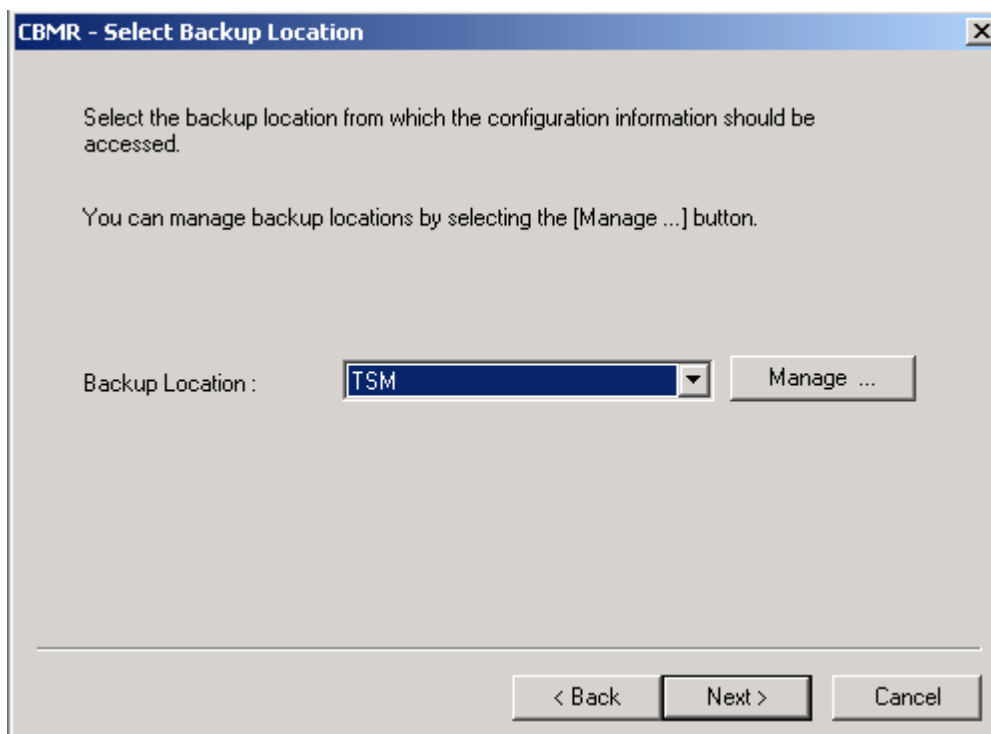 CBMR - Select Backup Location
Select the backup location from which the configuration information should be
accessed.
You can manage backup locations by selecting the [Manage ...] button.
Backup Location :
TSM
Manage ...
< Back
Next >
Cancel